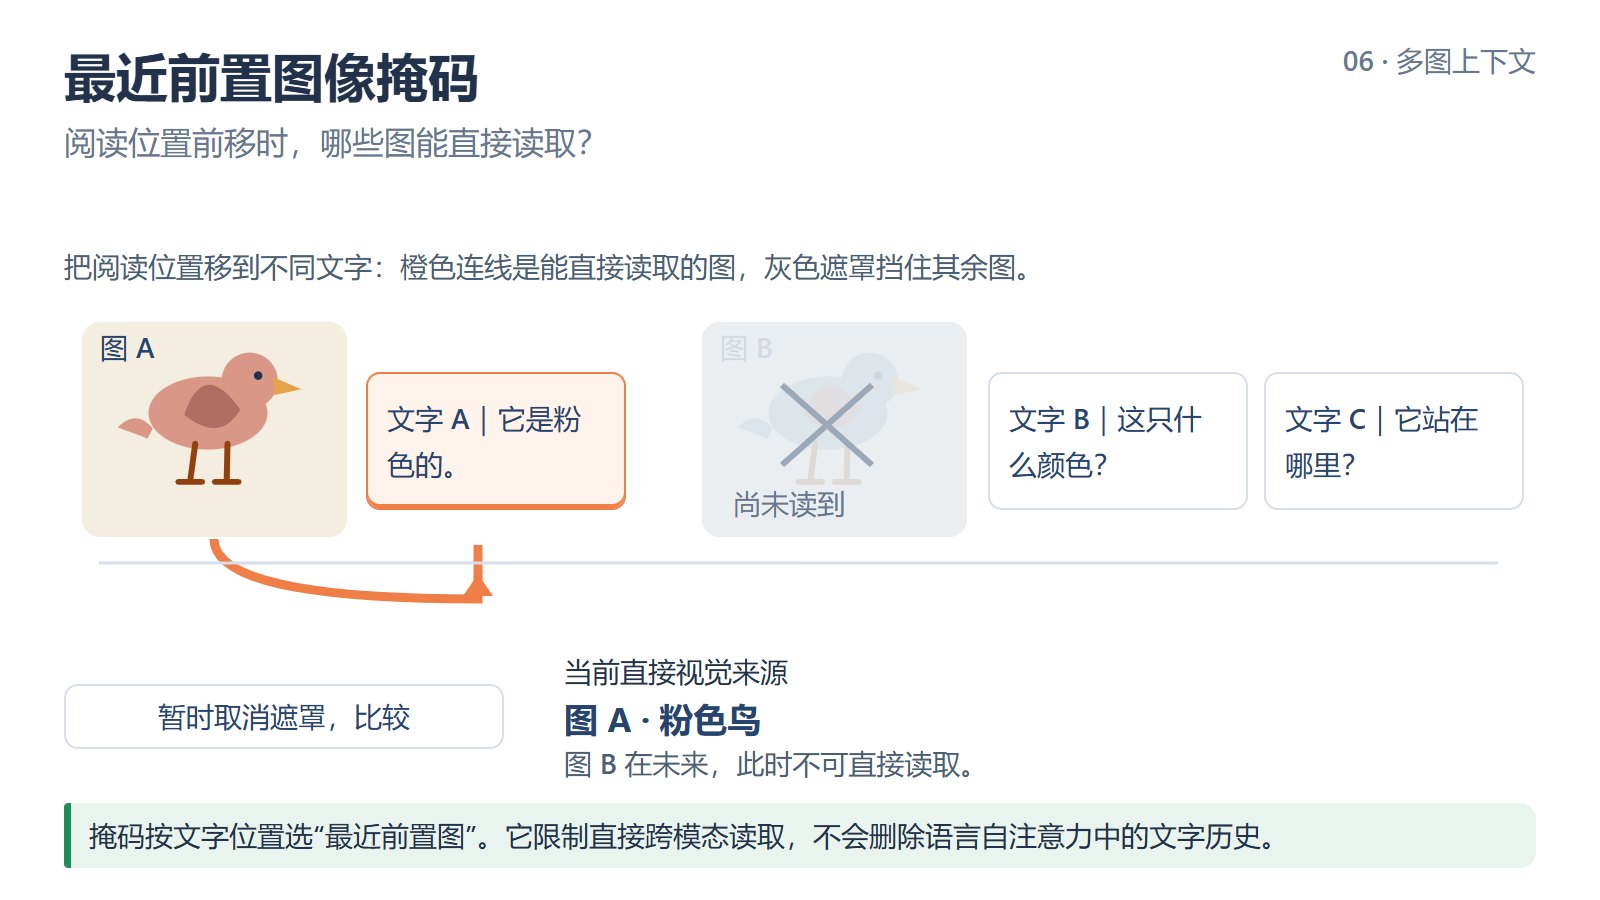 最近前置图像掩码
06 · 多图上下文
阅读位置前移时，哪些图能直接读取？
把阅读位置移到不同文字：橙色连线是能直接读取的图，灰色遮罩挡住其余图。
图 A
文字 A｜它是粉
色的。
图 B
尚未读到
文字 B｜这只什
么颜色？
文字 C｜它站在
哪里？
暂时取消遮罩，比较
当前直接视觉来源
图 A · 粉色鸟
图 B 在未来，此时不可直接读取。
掩码按文字位置选“最近前置图”。它限制直接跨模态读取，不会删除语言自注意力中的文字历史。